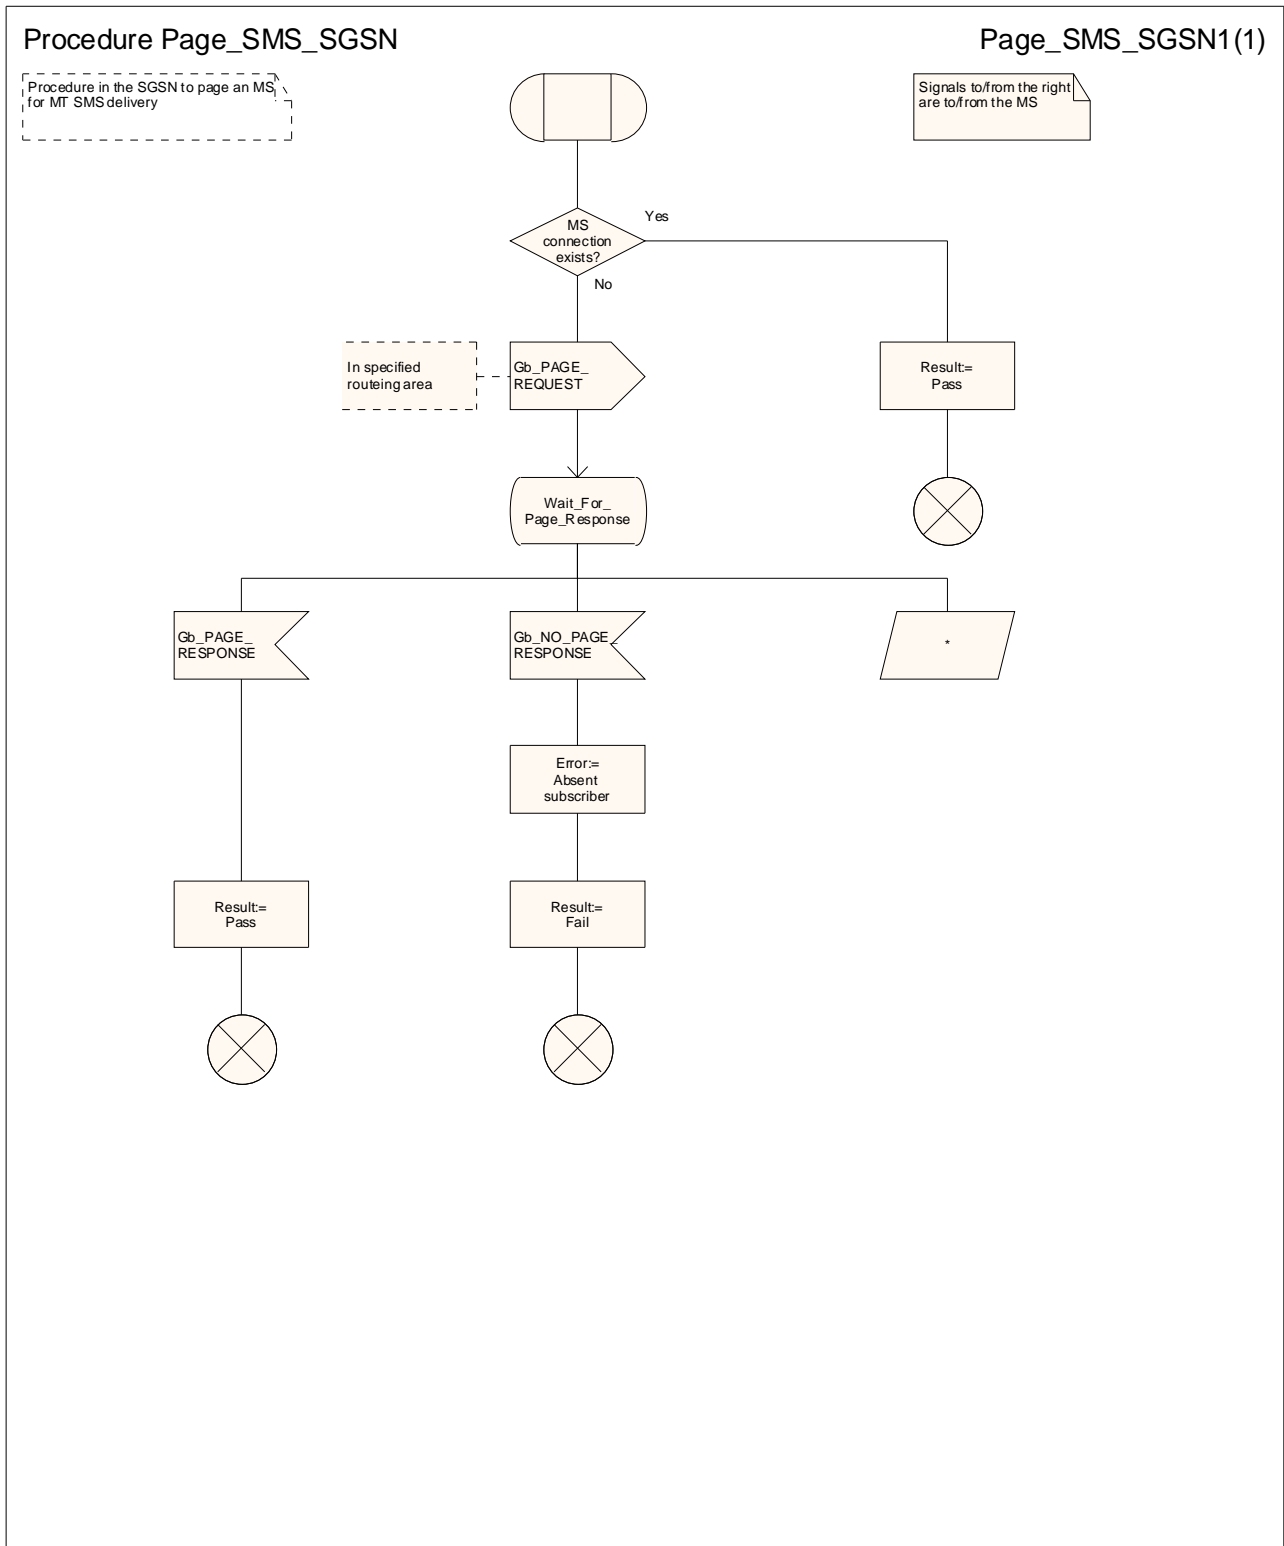 Procedure Page_SMS_SGSN
Page_SMS_SGSN1(1)
Procedure in the SGSN to page an MS
for MT SMS delivery
Signals to/from the right
are to/from the MS
MS
connection
exists?
Yes
No
In specified
routeing area
Gb_PAGE_
REQUEST
Result:=
Pass
Wait_For_
Page_Response
Gb_PAGE_
RESPONSE
Gb_NO_PAGE_
RESPONSE
*
Error:=
Absent
subscriber
Result:=
Pass
Result:=
Fail